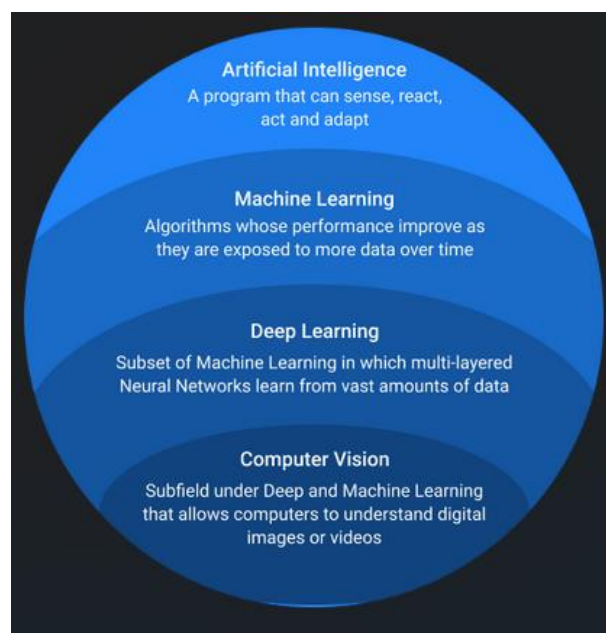 Artificial Intelligence
A program that can sense, react,
act and adapt
Machine Learning
Algorithms whose performance improve as
they are exposed to more data over time
Deep Learning
Subset of Machine Learning in which multi-layered
Neural Networks learn from vast amounts of data
Computer Vision
Subfield under Deep and Machine Learning
that allows computers to understand digital
images or videos